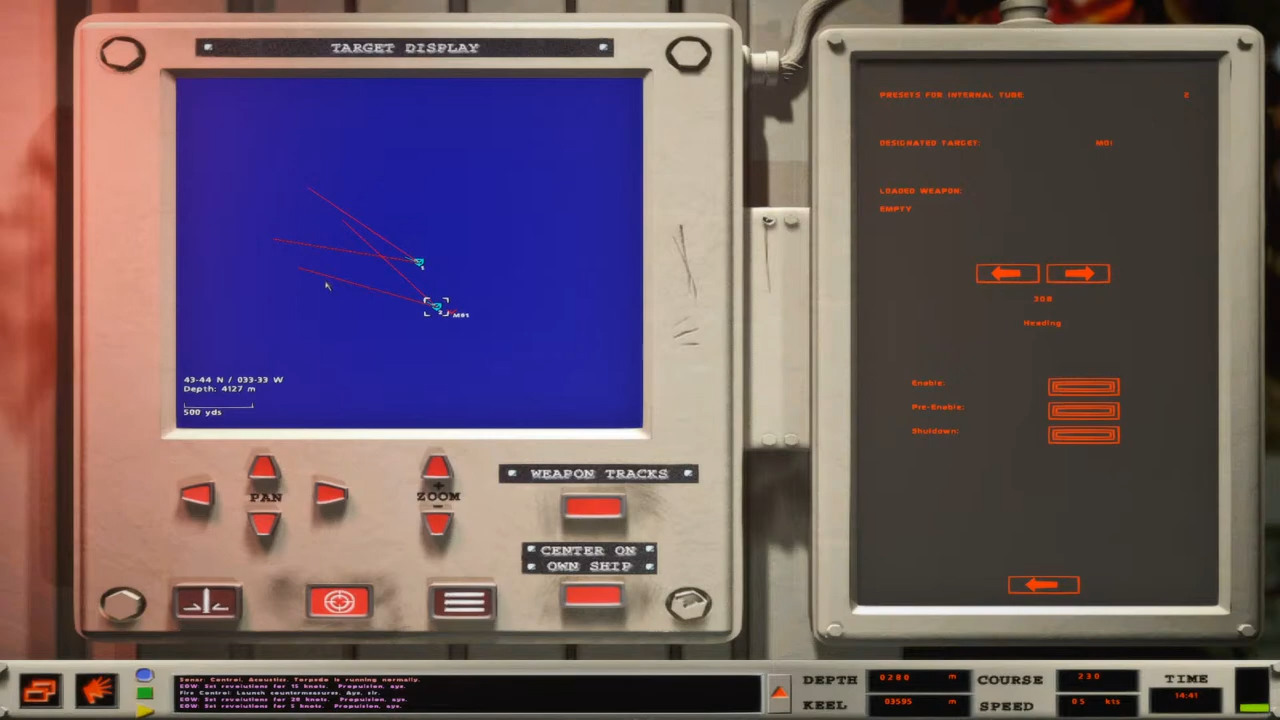 TARGET DISPLAY
1
2
M01
43-44 N / 033-33 W
Depth: 4127 m
500 yds
PAN
+
ZOOM
-
WEAPON TRACKS
CENTER ON
OWN SHIP
PRESETS FOR INTERNAL TUBE: 2
DESIGNATED TARGET: M01
LOADED WEAPON:
EMPTY
308
Heading
Enable:
Pre-Enable:
Shutdown:
Sonar: Control, Acoustics. Torpedo is running normally.
EOW: Set revolutions for 15 knots. Propulsion, aye.
Fire Control: Launch countermeasures. Aye, sir.
EOW: Set revolutions for 20 knots. Propulsion, aye.
EOW: Set revolutions for 5 knots. Propulsion, aye.
DEPTH 0280 m COURSE 230
KEEL 03595 m SPEED 05 kts
TIME
14:41